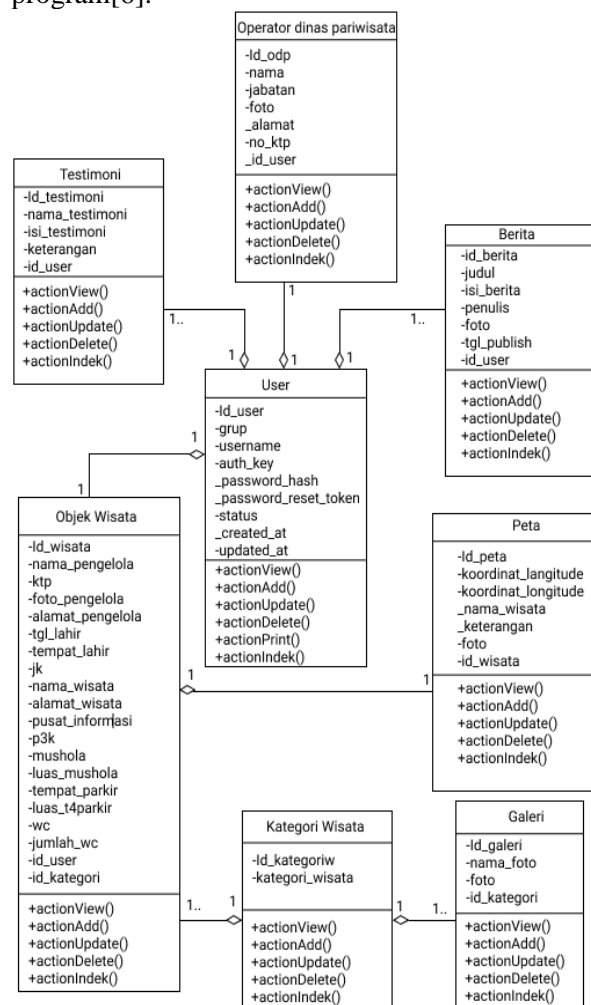 program[6].
Operator dinas pariwisata
-Id_odp
-nama
-jabatan
-foto
_alamat
-no_ktp
_id_user
+actionView()
+actionAdd()
+actionUpdate()
+actionDelete()
+actionIndek()
1
1
Testimoni
-Id_testimoni
-nama_testimoni
-isi_testimoni
-keterangan
-id_user
+actionView()
+actionAdd()
+actionUpdate()
+actionDelete()
+actionIndek()
1..
1
Berita
-id_berita
-judul
-isi_berita
-penulis
-foto
-tgl_publish
-id_user
+actionView()
+actionAdd()
+actionUpdate()
+actionDelete()
+actionIndek()
1..
1
User
-Id_user
-grup
-username
-auth_key
_password_hash
_password_reset_token
-status
_created_at
-updated_at
+actionView()
+actionAdd()
+actionUpdate()
+actionDelete()
+actionPrint()
+actionIndek()
1
1
Objek Wisata
-Id_wisata
-nama_pengelola
-ktp
-foto_pengelola
-alamat_pengelola
-tgl_lahir
-tempat_lahir
-jk
-nama_wisata
-alamat_wisata
-pusat_informasi
-p3k
-mushola
-luas_mushola
-tempat_parkir
-luas_t4parkir
-wc
-jumlah_wc
-id_user
-id_kategori
+actionView()
+actionAdd()
+actionUpdate()
+actionDelete()
+actionIndek()
1
1
Peta
-Id_peta
-koordinat_langitude
-koordinat_longitude
_nama_wisata
_keterangan
-foto
-id_wisata
+actionView()
+actionAdd()
+actionUpdate()
+actionDelete()
+actionIndek()
1..
1
Kategori Wisata
-Id_kategoriw
-kategori_wisata
+actionView()
+actionAdd()
+actionUpdate()
+actionDelete()
+actionIndek()
1
1..
Galeri
-Id_galeri
-nama_foto
-foto
-id_kategori
+actionView()
+actionAdd()
+actionUpdate()
+actionDelete()
+actionIndek()